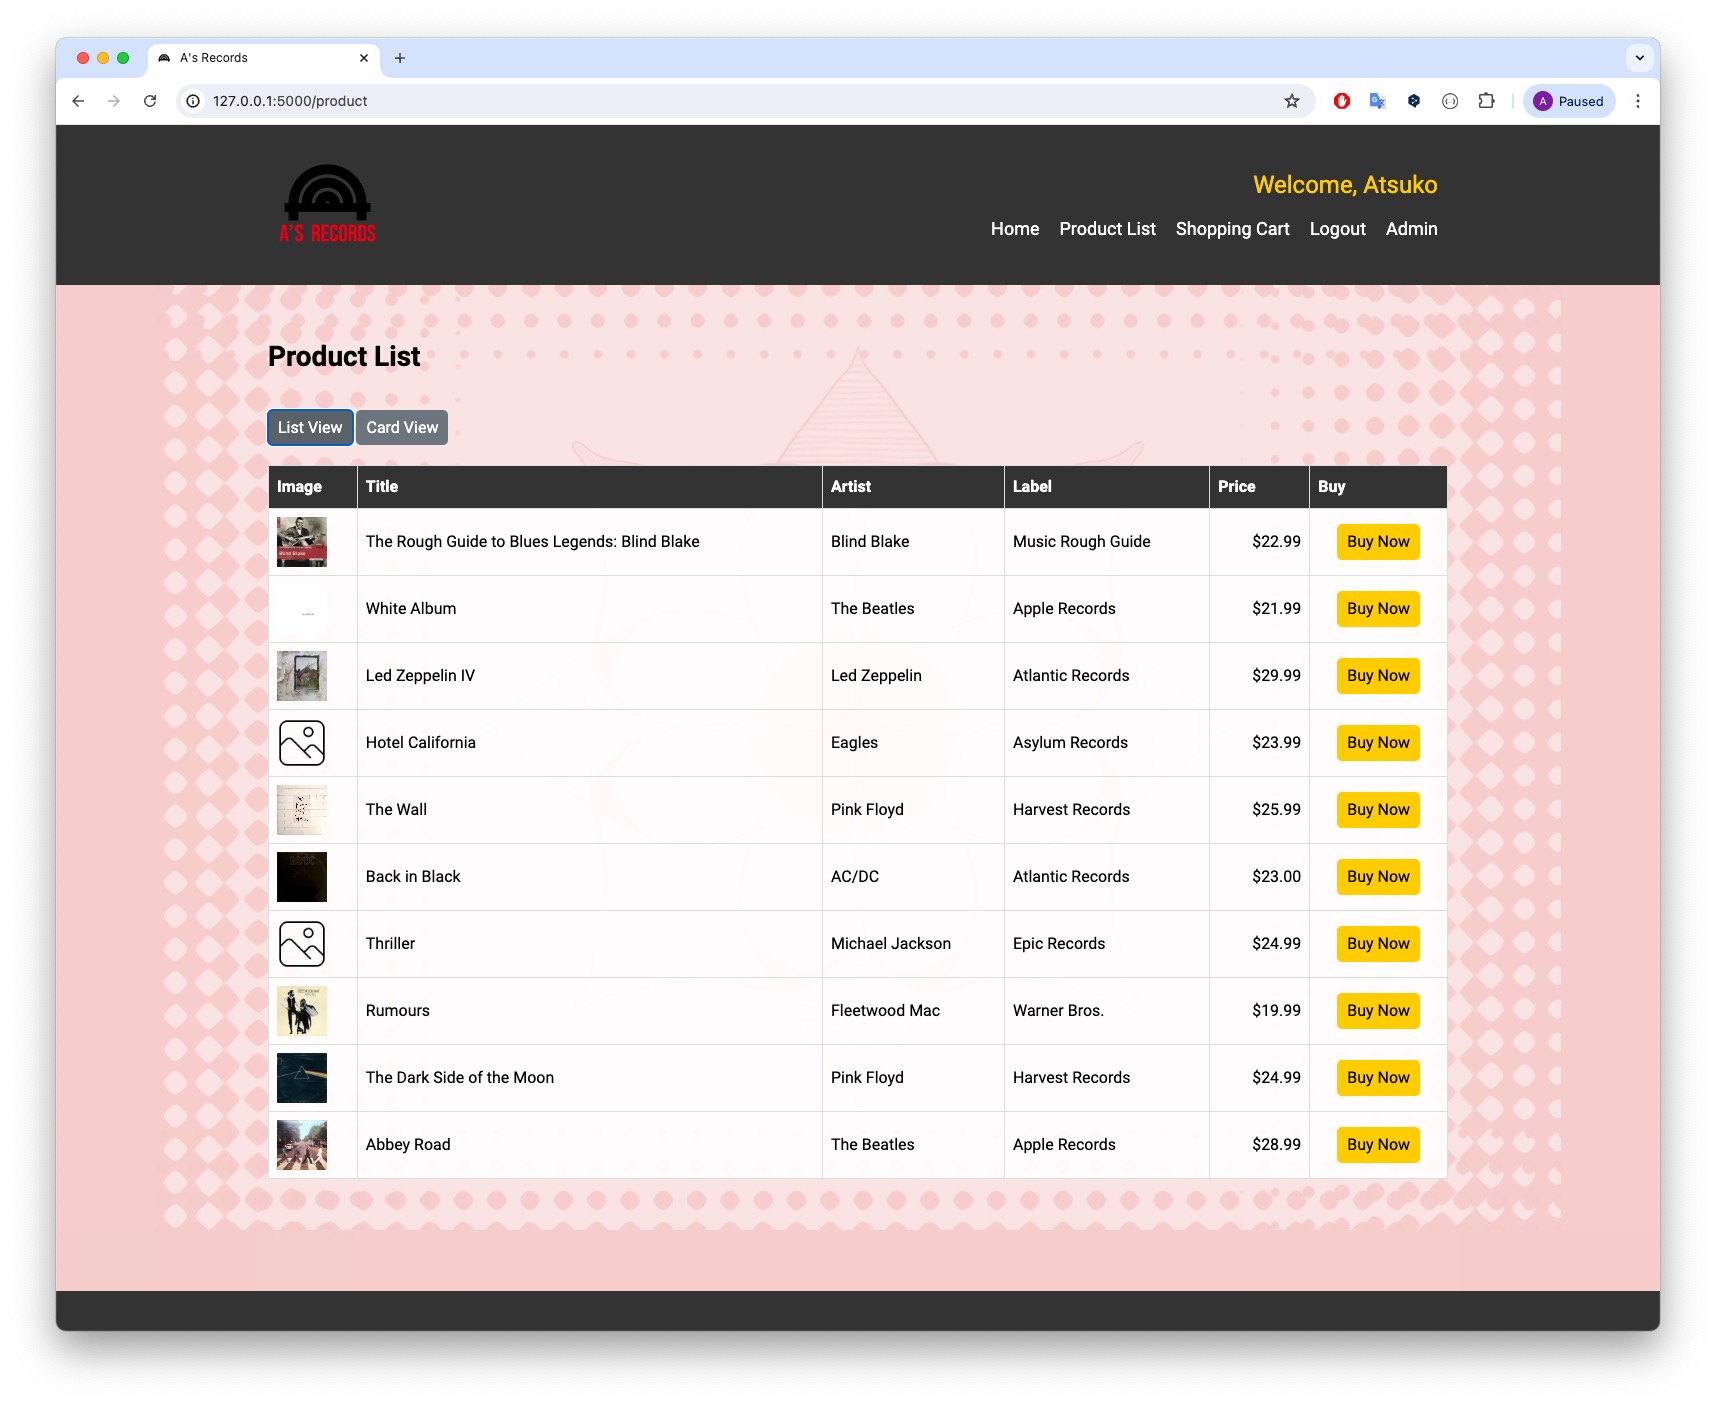 A's Records
127.0.0.1:5000/product
A
Paused
A'S RECORDS
Welcome, Atsuko
Home Product List Shopping Cart Logout Admin
Product List
List View Card View
Image Title Artist Label Price Buy
Blind Blake
The Rough Guide to Blues Legends: Blind Blake Blind Blake Music Rough Guide $22.99 Buy Now
White Album The Beatles Apple Records $21.99 Buy Now
Led Zeppelin IV Led Zeppelin Atlantic Records $29.99 Buy Now
Hotel California Eagles Asylum Records $23.99 Buy Now
The Wall Pink Floyd Harvest Records $25.99 Buy Now
Back in Black AC/DC Atlantic Records $23.00 Buy Now
Thriller Michael Jackson Epic Records $24.99 Buy Now
Rumours Fleetwood Mac Warner Bros. $19.99 Buy Now
The Dark Side of the Moon Pink Floyd Harvest Records $24.99 Buy Now
Abbey Road The Beatles Apple Records $28.99 Buy Now